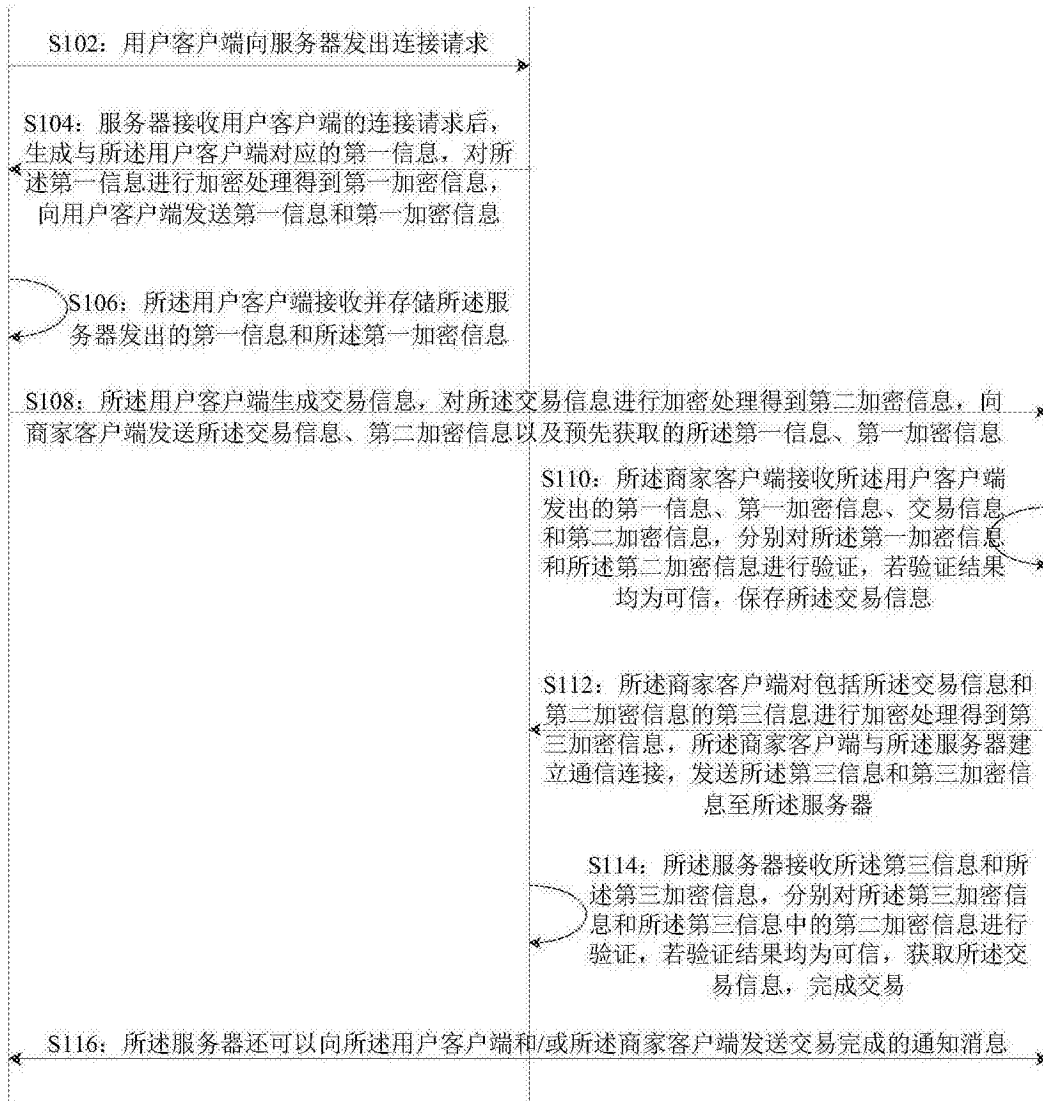 S102：用户客户端向服务器发出连接请求
S104：服务器接收用户客户端的连接请求后，
生成与所述用户客户端对应的第一信息，对所
述第一信息进行加密处理得到第一加密信息，
向用户客户端发送第一信息和第一加密信息
S106：所述用户客户端接收并存储所述服
务器发出的第一信息和所述第一加密信息
S108：所述用户客户端生成交易信息，对所述交易信息进行加密处理得到第二加密信息，向
商家客户端发送所述交易信息、第二加密信息以及预先获取的所述第一信息、第一加密信息
S110：所述商家客户端接收所述用户客户端
发出的第一信息、第一加密信息、交易信息
和第二加密信息，分别对所述第一加密信息
和所述第二加密信息进行验证，若验证结果
均为可信，保存所述交易信息
S112：所述商家客户端对包括所述交易信息和
第二加密信息的第三信息进行加密处理得到第
三加密信息，所述商家客户端与所述服务器建
立通信连接，发送所述第三信息和第三加密信
息至所述服务器
S114：所述服务器接收所述第三信息和所
述第三加密信息，分别对所述第三加密信
息和所述第三信息中的第二加密信息进行
验证，若验证结果均为可信，获取所述交
易信息，完成交易
S116：所述服务器还可以向所述用户客户端和/或所述商家客户端发送交易完成的通知消息